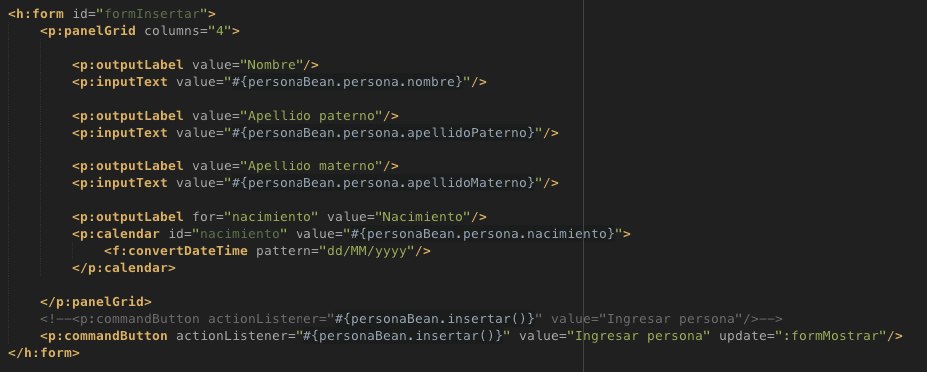 <h:form id="formInsertar">
<p:panelGrid columns="4">
<p:outputLabel value="Nombre"/>
<p:inputText value="#{personaBean.persona.nombre}"/>
<p:outputLabel value="Apellido paterno"/>
<p:inputText value="#{personaBean.persona.apellidoPaterno}"/>
<p:outputLabel value="Apellido materno"/>
<p:inputText value="#{personaBean.persona.apellidoMaterno}"/>
<p:outputLabel for="nacimiento" value="Nacimiento"/>
<p:calendar id="nacimiento" value="#{personaBean.persona.nacimiento}">
<f:convertDateTime pattern="dd/MM/yyyy"/>
</p:calendar>
</p:panelGrid>
<!--<p:commandButton actionListener="#{personaBean.insertar()}" value="Ingresar persona"/>-->
<p:commandButton actionListener="#{personaBean.insertar()}" value="Ingresar persona" update=":formMostrar"/>
</h:form>